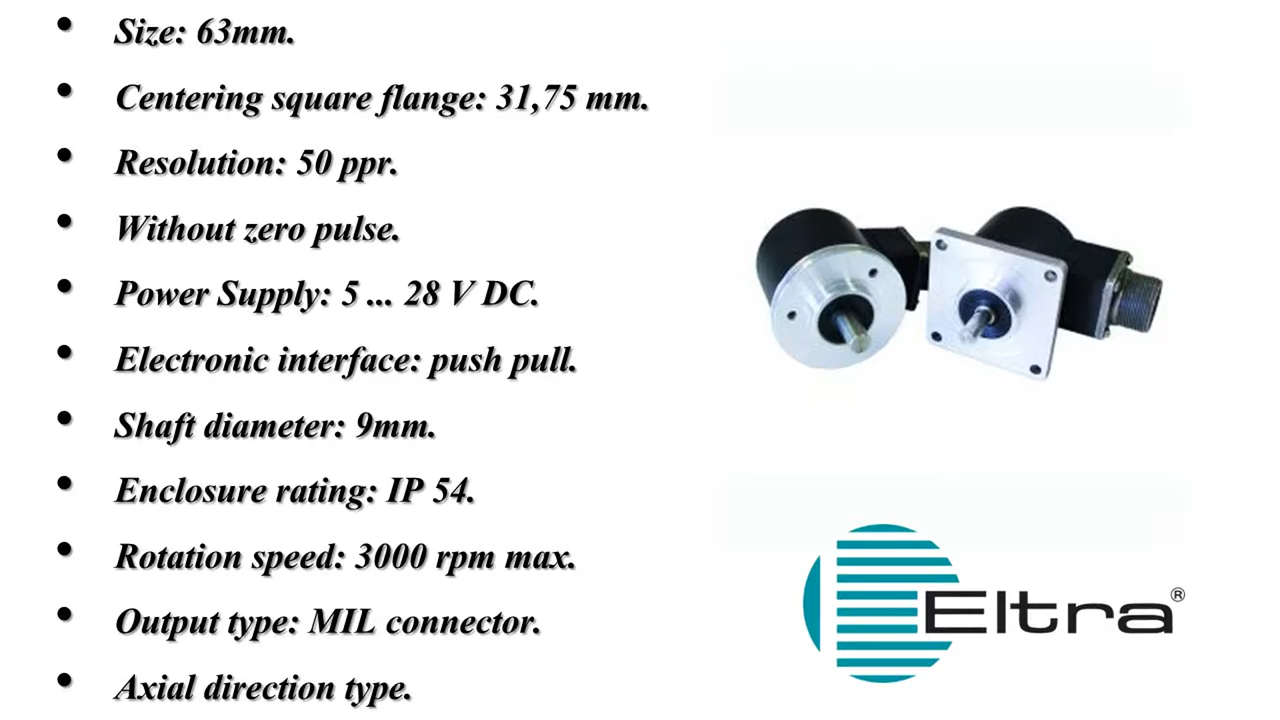 • Size: 63mm.
• Centering square flange: 31,75 mm.
• Resolution: 50 ppr.
• Without zero pulse.
• Power Supply: 5 ... 28 V DC.
• Electronic interface: push pull.
• Shaft diameter: 9mm.
• Enclosure rating: IP 54.
• Rotation speed: 3000 rpm max.
• Output type: MIL connector.
• Axial direction type.
Eltra®